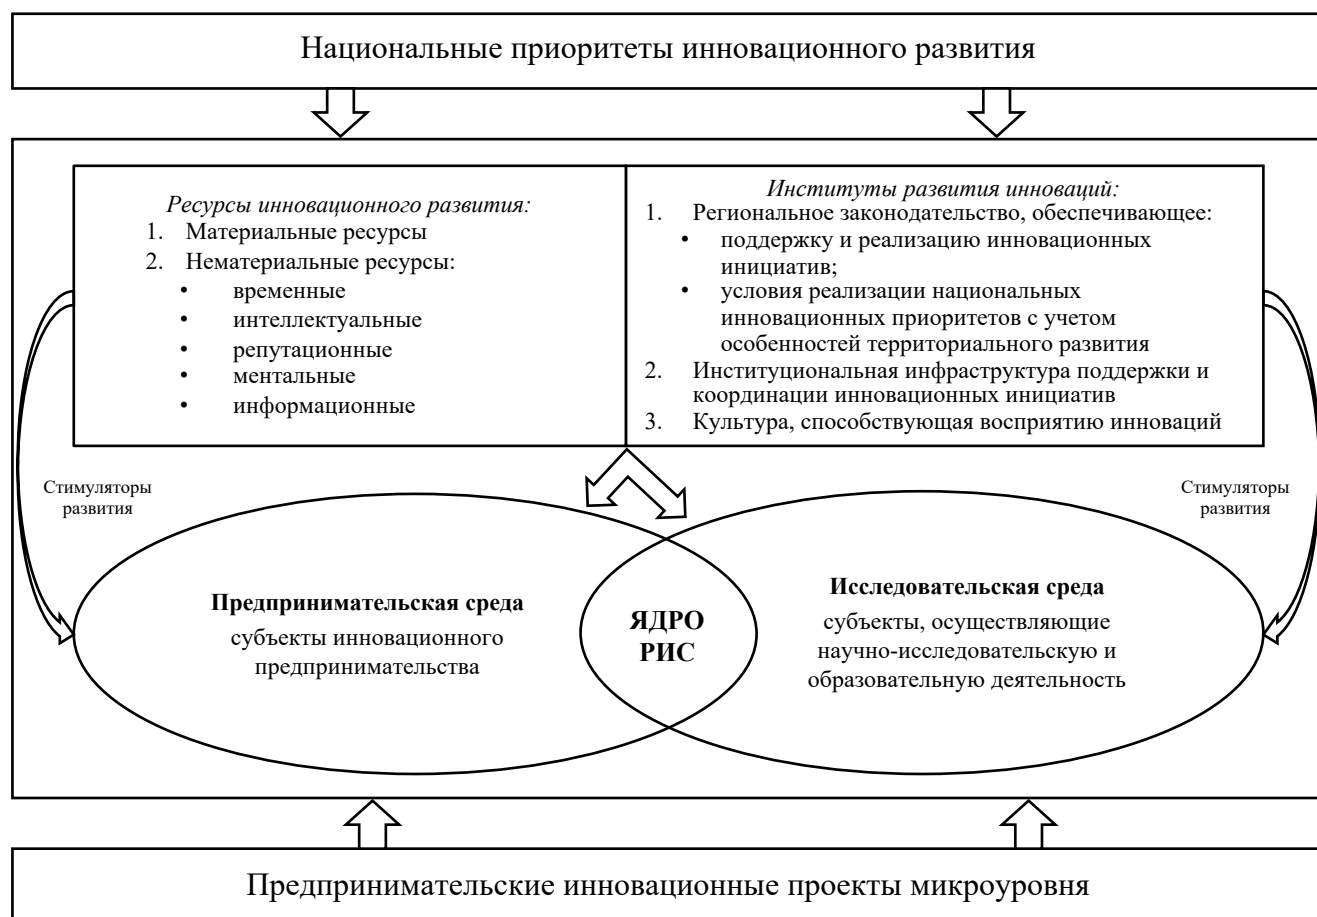 Национальные приоритеты инновационного развития
Ресурсы инновационного развития:
1. Материальные ресурсы
2. Нематериальные ресурсы:
• временные
• интеллектуальные
• репутационные
• ментальные
• информационные
Институты развития инноваций:
1. Региональное законодательство, обеспечивающее:
• поддержку и реализацию инновационных
инициатив;
• условия реализации национальных
инновационных приоритетов с учетом
особенностей территориального развития
2. Институциональная инфраструктура поддержки и
координации инновационных инициатив
3. Культура, способствующая восприятию инноваций
Стимуляторы
развития
Стимуляторы
развития
Предпринимательская среда
субъекты инновационного
предпринимательства
ЯДРО
РИС
Исследовательская среда
субъекты, осуществляющие
научно-исследовательскую и
образовательную деятельность
Предпринимательские инновационные проекты микроуровня